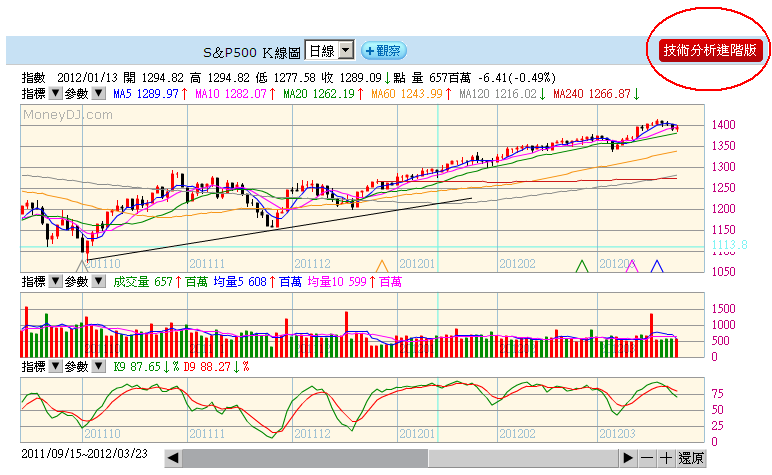 S&P500 K線圖 日線 +觀察 技術分析進階版
指數 2012/01/13 開 1294.82 高 1294.82 低 1277.58 收 1289.09↓點 量 657百萬 -6.41(-0.49%)
指標▼參數▼ MA5 1289.97↑ MA10 1282.07↑ MA20 1262.19↑ MA60 1243.99↑ MA120 1216.02↓ MA240 1266.87↓
MoneyDJ.com
1400
1350
1300
1250
1200
1150
1113.8
1100
1050
201110 201111 201112 201201 201202 201203
指標▼參數▼ 成交量 657↑百萬 均量5 608↑百萬 均量10 599↑百萬
1500
1000
500
0
201110 201111 201112 201201 201202 201203
指標▼參數▼ K9 87.65↓% D9 88.27↓%
75
50
25
0
201110 201111 201112 201201 201202 201203
2011/09/15~2012/03/23 ◀ ▶ － ＋ 還原